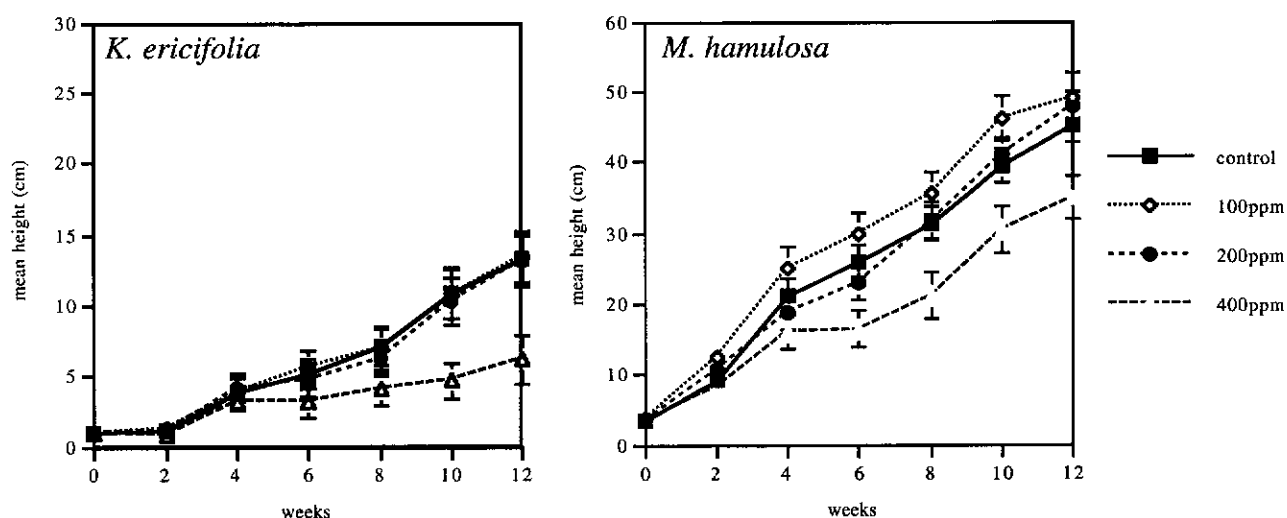 K. ericifolia
mean height (cm)
30
25
20
15
10
5
0
0 2 4 6 8 10 12
weeks
M. hamulosa
mean height (cm)
60
50
40
30
20
10
0
0 2 4 6 8 10 12
weeks
control
100ppm
200ppm
400ppm